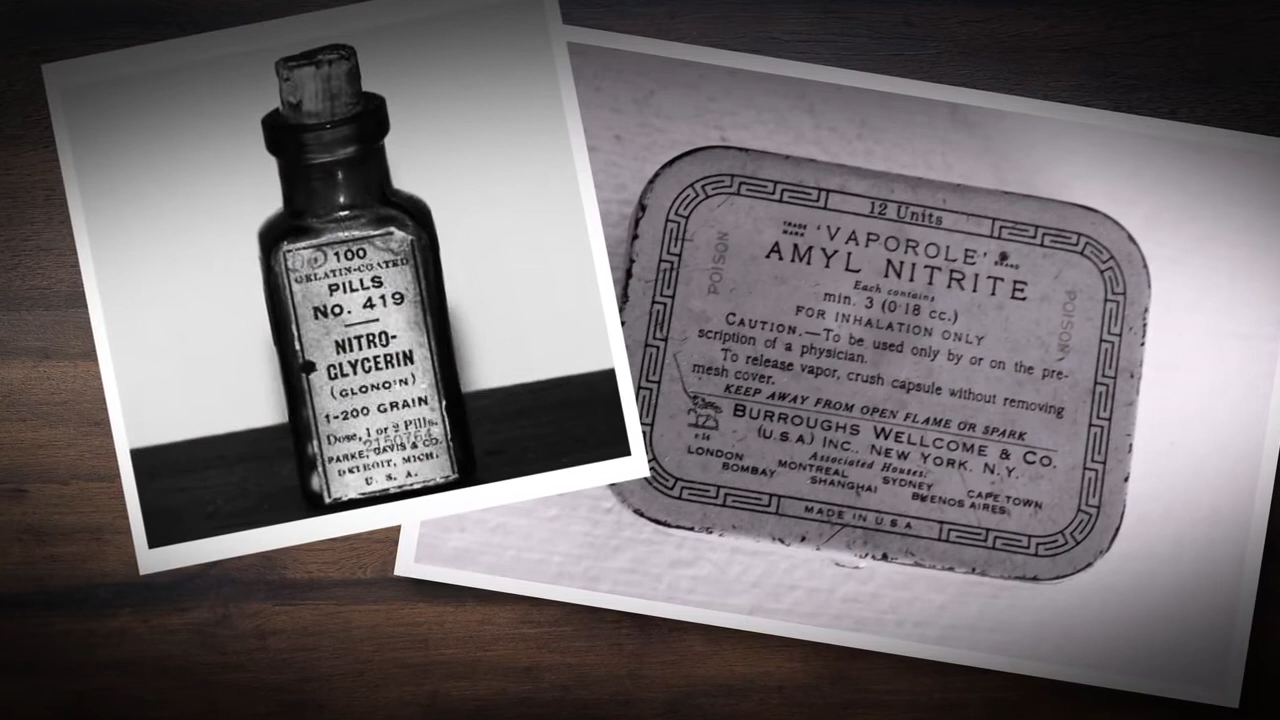 100
GELATIN-COATED
PILLS
No. 419
NITRO-
GLYCERIN
(GLONOIN)
1-200 GRAIN
Dose, 1 or 2 Pills.
2150764
PARKE, DAVIS & CO.
DETROIT, MICH.
U. S. A.
12 Units
TRADE
MARK
'VAPOROLE'
BRAND
AMYL NITRITE
Each contains
min. 3 (0·18 cc.)
FOR INHALATION ONLY
CAUTION.—To be used only by or on the pre-
scription of a physician.
To release vapor, crush capsule without removing
mesh cover.
KEEP AWAY FROM OPEN FLAME OR SPARK
BURROUGHS WELLCOME & CO.
(U.S.A.) INC., NEW YORK, N.Y.
Associated Houses:
LONDON MONTREAL SYDNEY CAPE TOWN
BOMBAY SHANGHAI BUENOS AIRES
MADE IN U.S.A
POISON
POISON